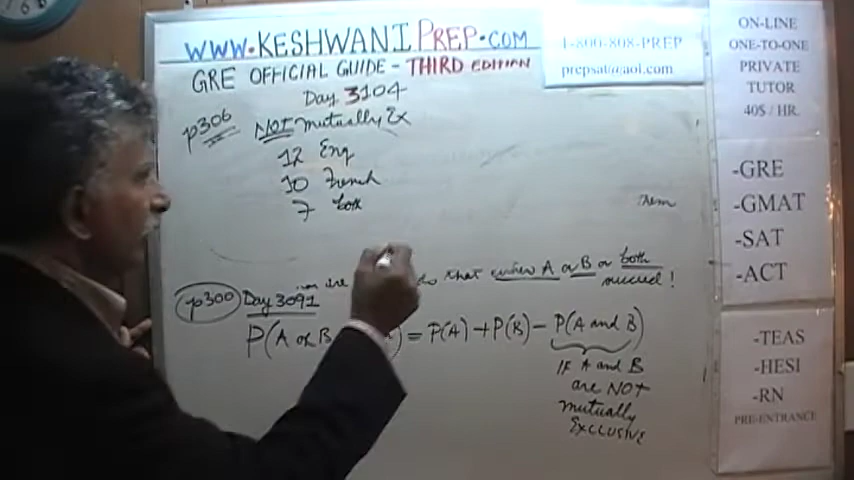 WWW.KESHWANIPREP.COM
GRE OFFICIAL GUIDE - THIRD EDITION
Day 3104
p306 NOT Mutually Ex
12 Eng
10 French
7 both
p300 Day 3091
that either A or B or both
succeed!
P(A or B = P(A) + P(B) - P(A and B)
IF A and B
are NOT
mutually
EXCLUSIVE
1-800-808-PREP
prepsat@aol.com
ON-LINE
ONE-TO-ONE
PRIVATE
TUTOR
40$ / HR.
-GRE
-GMAT
-SAT
-ACT
-TEAS
-HESI
-RN
PRE-ENTRANCE